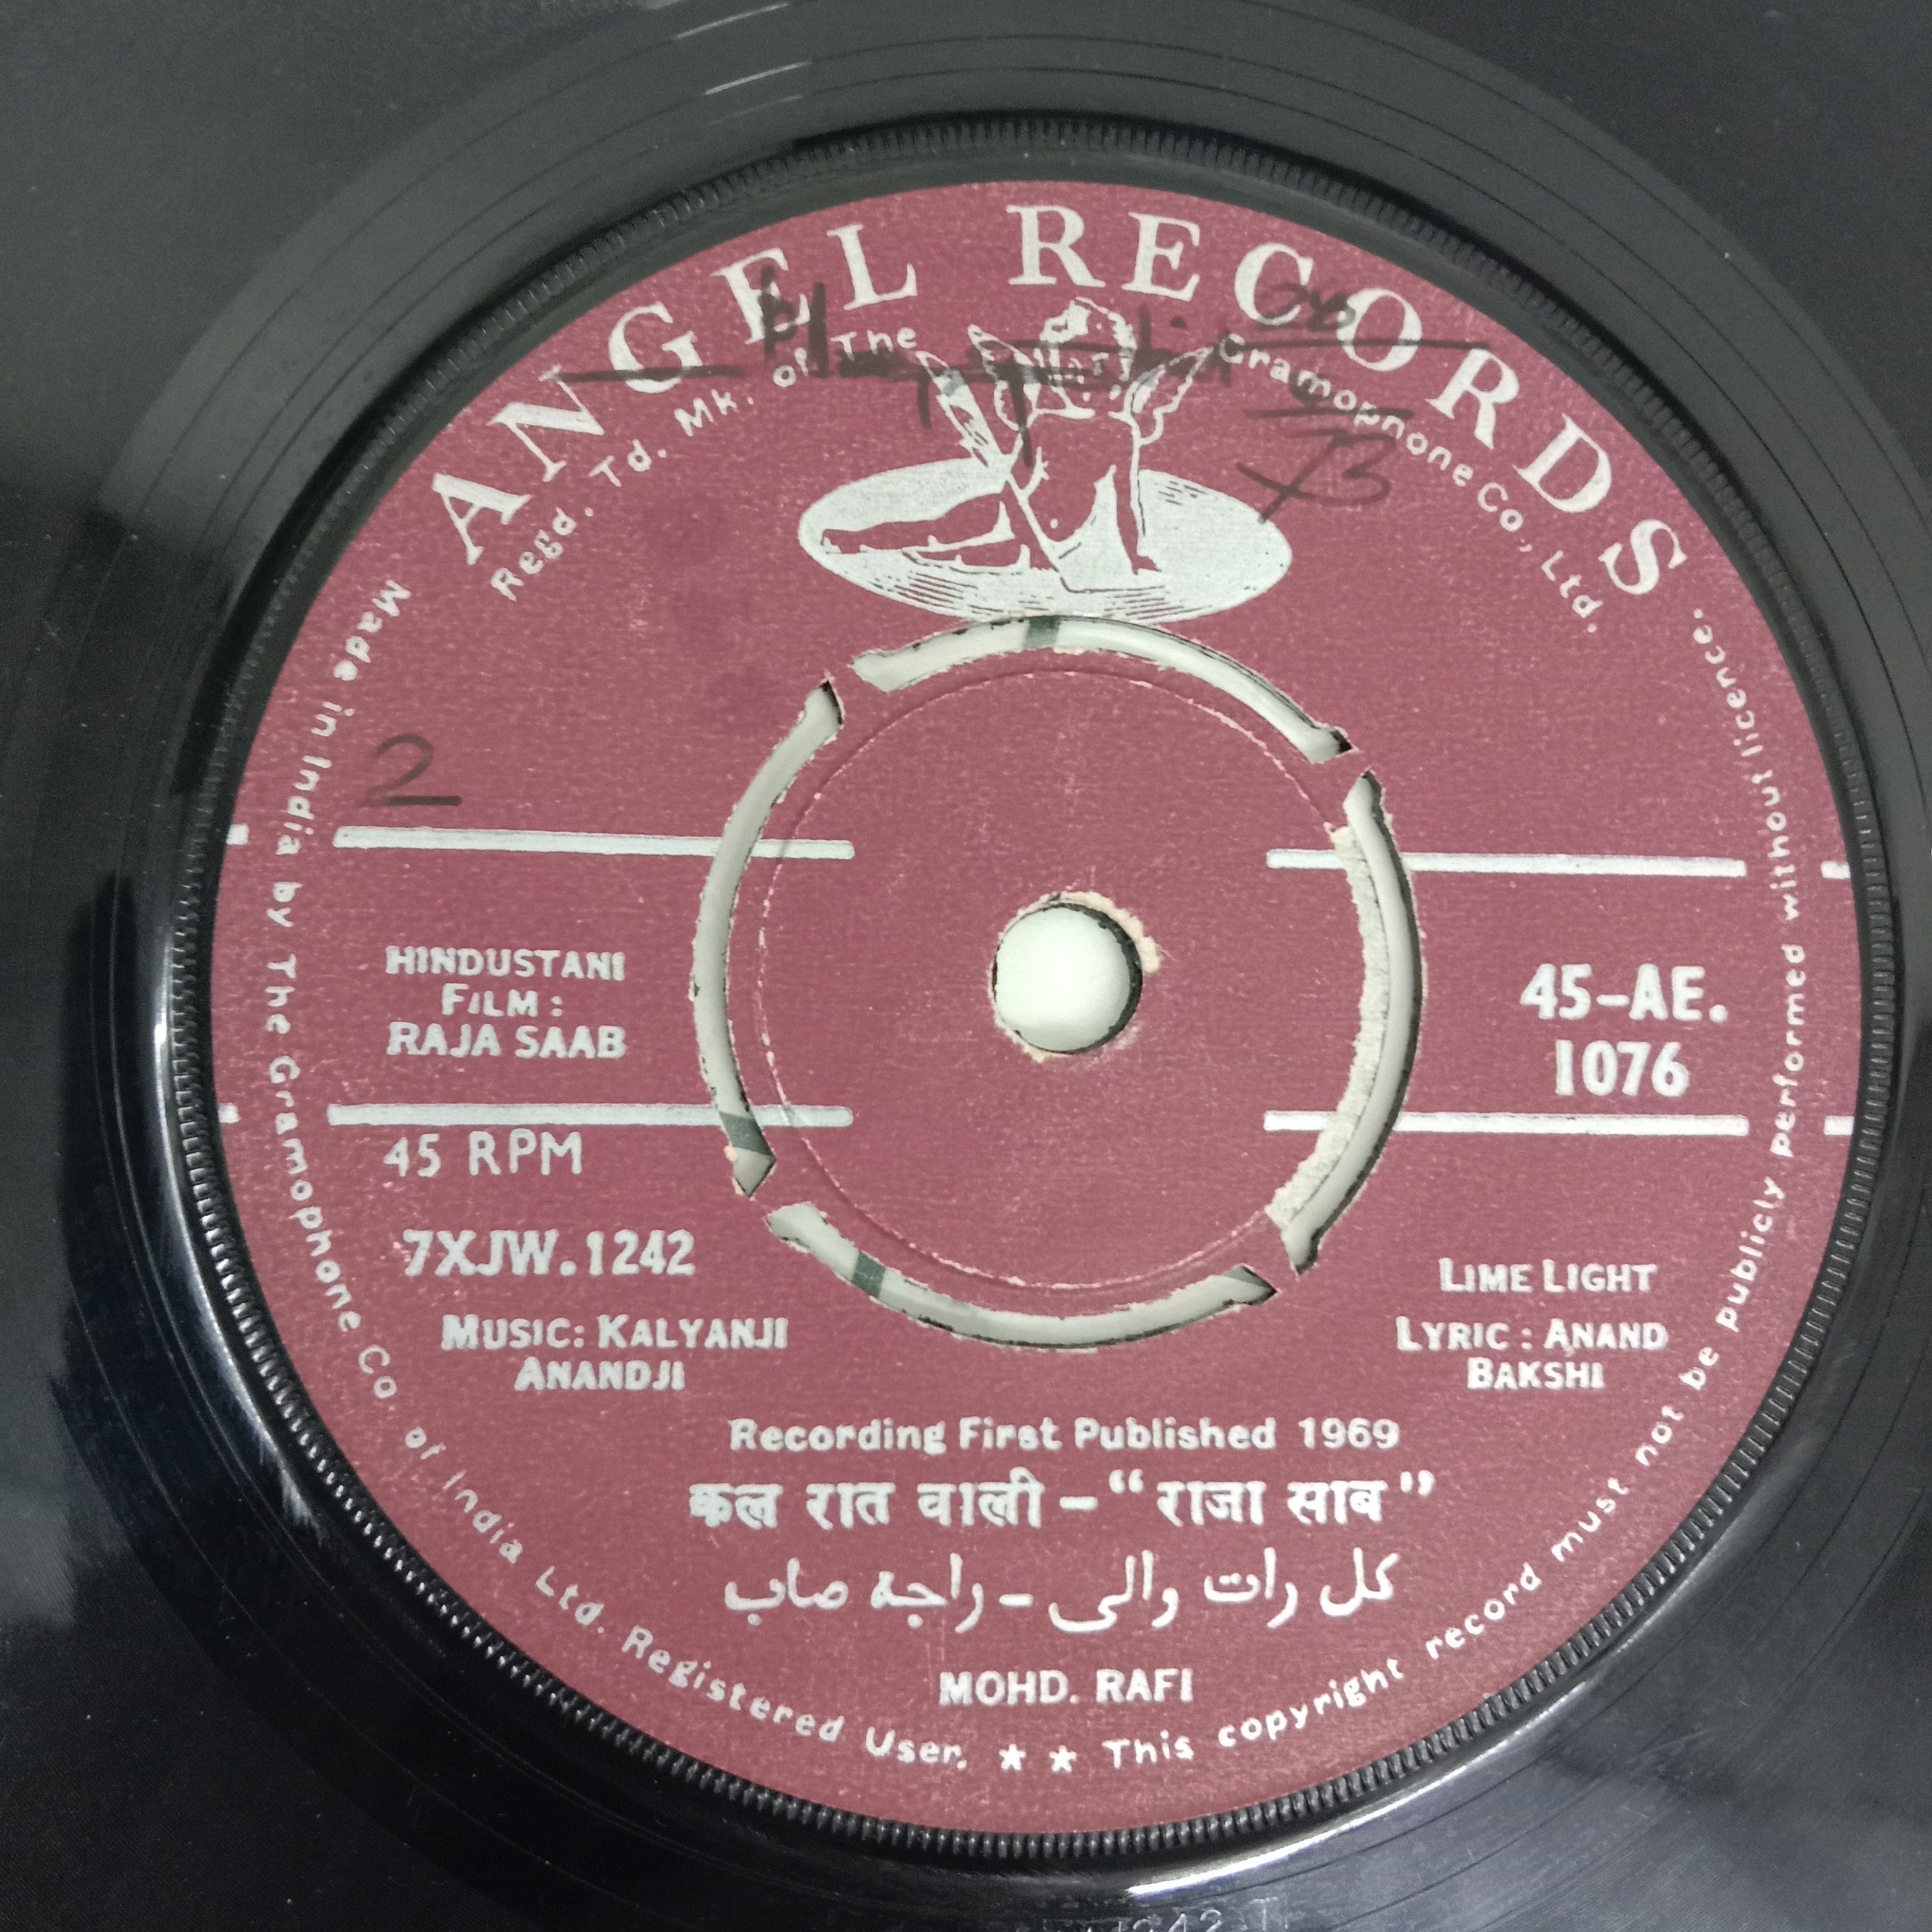 ANGEL RECORDS
Regd. Td. Mk. of The Gramophone Co., Ltd.
2
HINDUSTANI
FILM :
RAJA SAAB
45-AE.
1076
45 RPM
7XJW.1242
MUSIC: KALYANJI
ANANDJI
LIME LIGHT
LYRIC : ANAND
BAKSHI
Recording First Published 1969
कल रात वाली - “राजा साब”
کل رات والی - راجہ صاب
MOHD. RAFI
Made in India by The Gramophone Co of India Ltd. Registered User. ★ ★ This copyright record must not be publicly performed without licence.